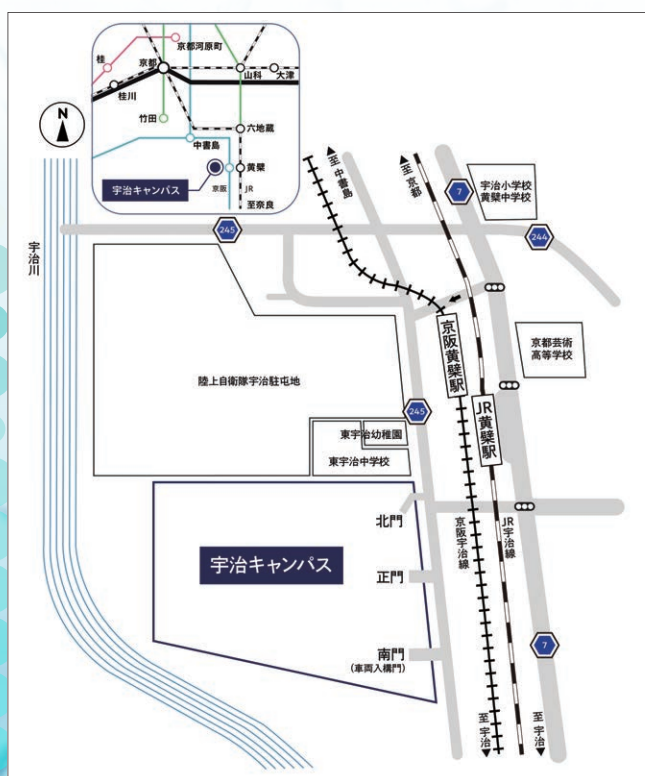 京都河原町
桂
京都
山科
大津
桂川
竹田
六地蔵
中書島
黄檗
宇治キャンパス
京阪
JR
至奈良
N
至中書島
至京都
7
宇治小学校
黄檗中学校
245
244
宇治川
京阪黄檗駅
京都芸術
高等学校
陸上自衛隊宇治駐屯地
JR黄檗駅
245
東宇治幼稚園
東宇治中学校
北門
京阪宇治線
JR宇治線
宇治キャンパス
正門
南門
(車両入構門)
7
至宇治
至宇治